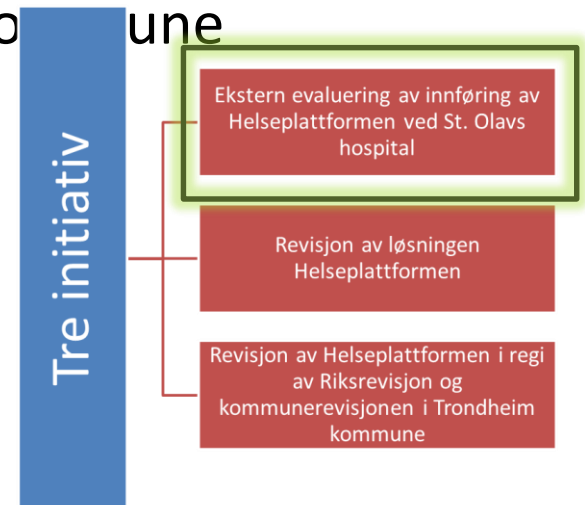 une
Tre initiativ
Ekstern evaluering av innføring av
Helseplattformen ved St. Olavs
hospital
Revisjon av løsningen
Helseplattformen
Revisjon av Helseplattformen i regi
av Riksrevisjon og
kommunerevisjonen i Trondheim
kommune